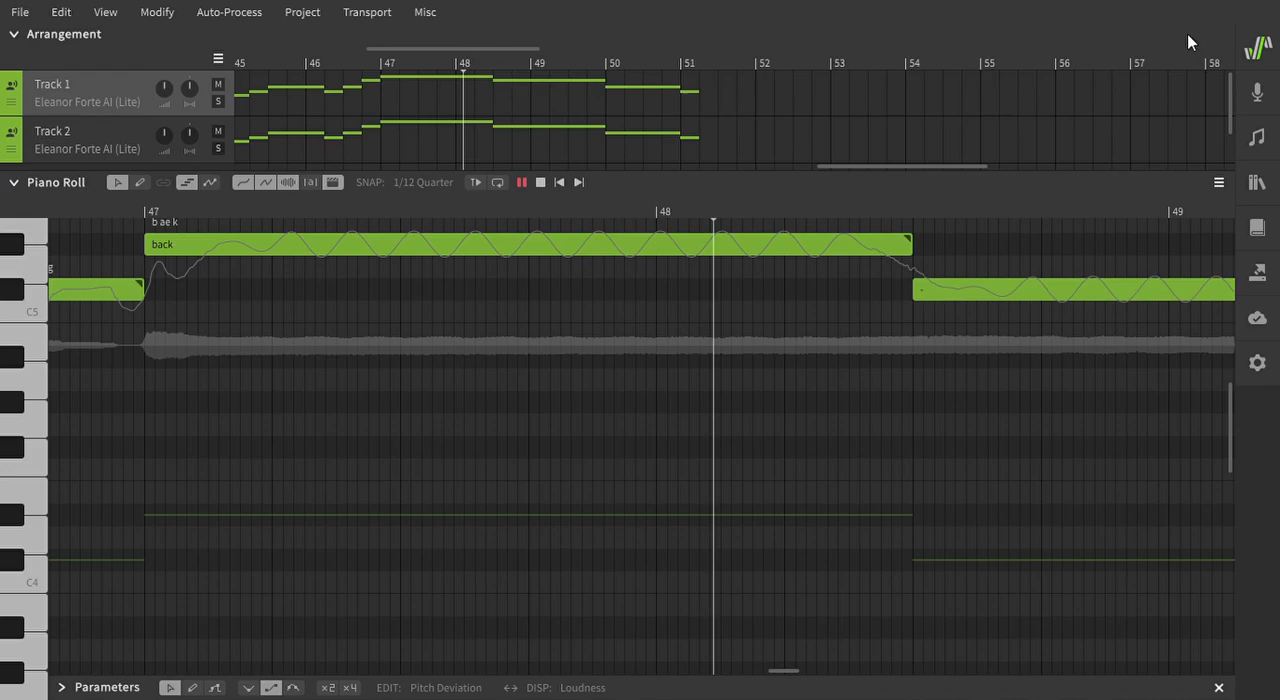 File Edit View Modify Auto-Process Project Transport Misc
Arrangement
45 46 47 48 49 50 51 52 53 54 55 56 57 58
Track 1 M
Eleanor Forte AI (Lite) S
Track 2 M
Eleanor Forte AI (Lite) S
Piano Roll SNAP: 1/12 Quarter
47 48 49
b ae k
back
g
-
C5
C4
Parameters x2 x4 EDIT: Pitch Deviation DISP: Loudness